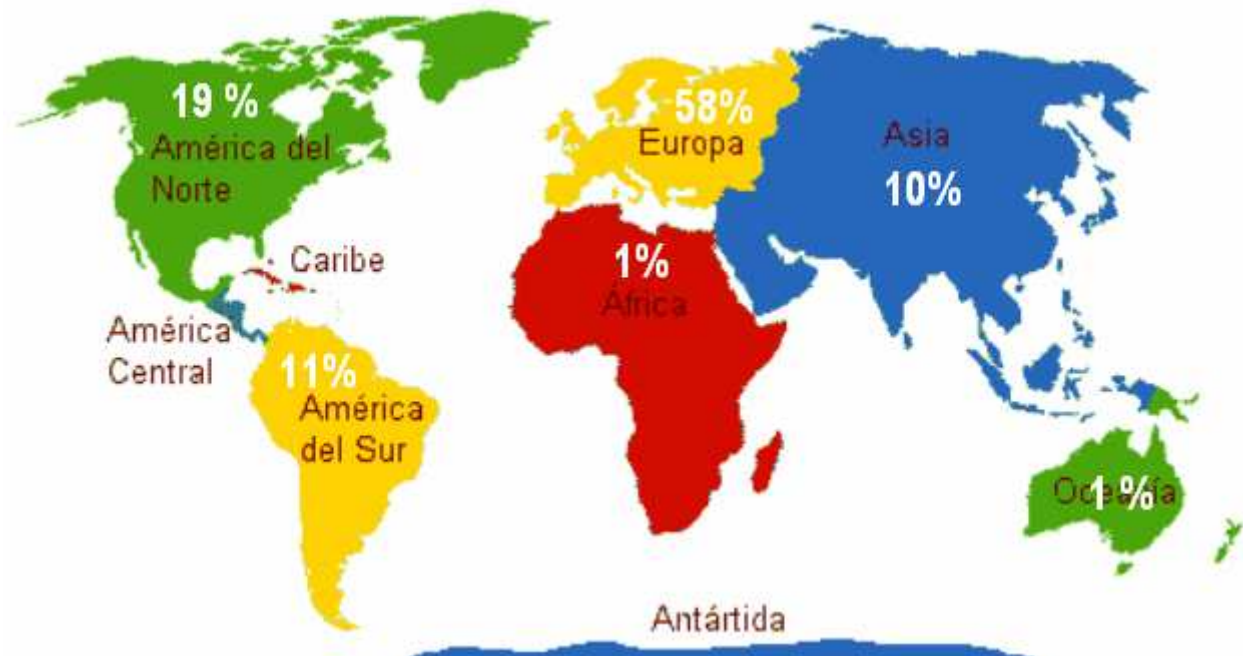 19 %
América del
Norte
Caribe
América
Central
11%
América
del Sur
58%
Europa
1%
África
Asia
10%
1 %
Oceanía
Antártida